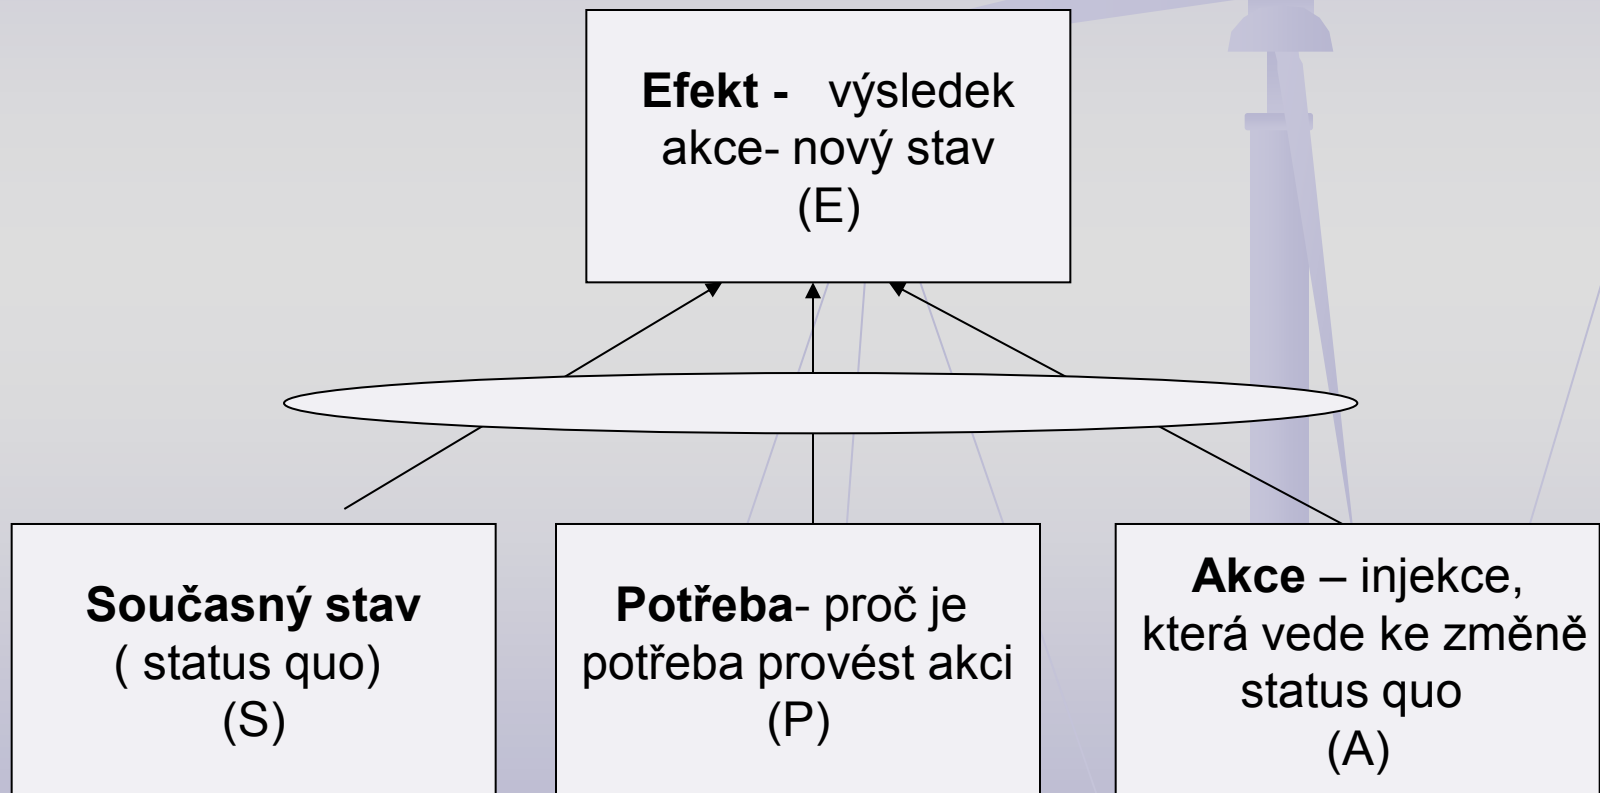 Efekt - výsledek
akce- nový stav
(E)
Současný stav
( status quo)
(S)
Potřeba- proč je
potřeba provést akci
(P)
Akce – injekce,
která vede ke změně
status quo
(A)